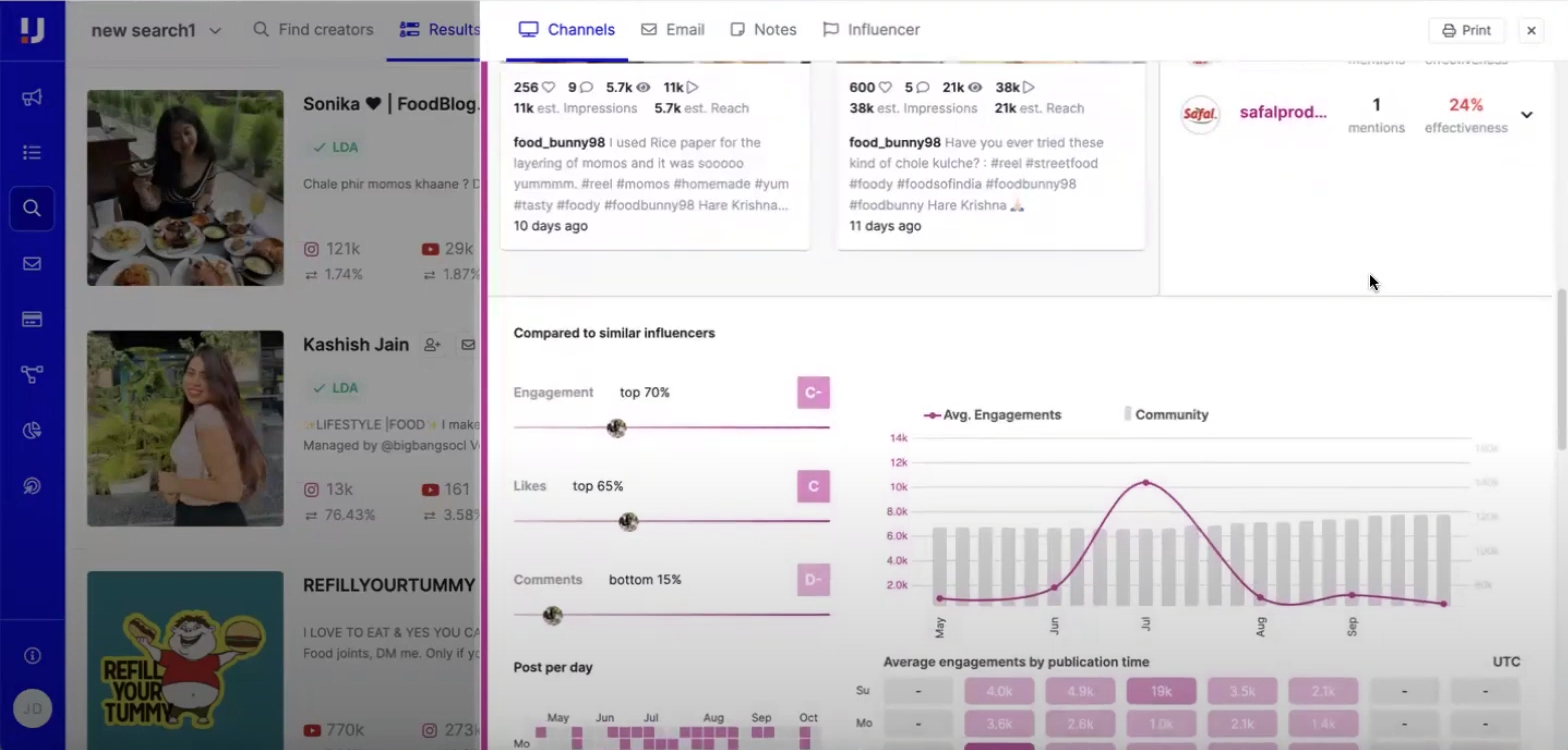 new search1
Find creators
Results
Channels
Email
Notes
Influencer
Print
Sonika ❤ | FoodBlog.
LDA
Chale phir momos khaane ? D
121k
29k
1.74%
1.87%
Kashish Jain
LDA
✨LIFESTYLE |FOOD✨ I make
Managed by @bigbangsocl V
13k
161
76.43%
3.58%
REFILLYOURTUMMY
REFILL
YOUR
TUMMY
I LOVE TO EAT & YES YOU CA
Food joints, DM me. Only if yo
770k
273k
JD
256 9 5.7k 11k
11k est. Impressions 5.7k est. Reach
food_bunny98 I used Rice paper for the
layering of momos and it was sooooo
yummmm. #reel #momos #homemade #yum
#tasty #foody #foodbunny98 Hare Krishna...
10 days ago
600 5 21k 38k
38k est. Impressions 21k est. Reach
food_bunny98 Have you ever tried these
kind of chole kulche? : #reel #streetfood
#foody #foodsofindia #foodbunny98
#foodbunny Hare Krishna 🙏🏻
11 days ago
mentions
Safal.
safalprod...
1
mentions
24%
effectiveness
Compared to similar influencers
Engagement top 70% C-
Likes top 65% C
Comments bottom 15% D-
Avg. Engagements
Community
14k
12k
10k
8.0k
6.0k
4.0k
2.0k
May Jun Jul Aug Sep
Post per day
May Jun Jul Aug Sep Oct
Mo
Average engagements by publication time UTC
Su - 4.0k 4.9k 19k 3.5k 2.1k - -
Mo - 3.6k 2.6k 1.0k 2.1k 1.4k - -